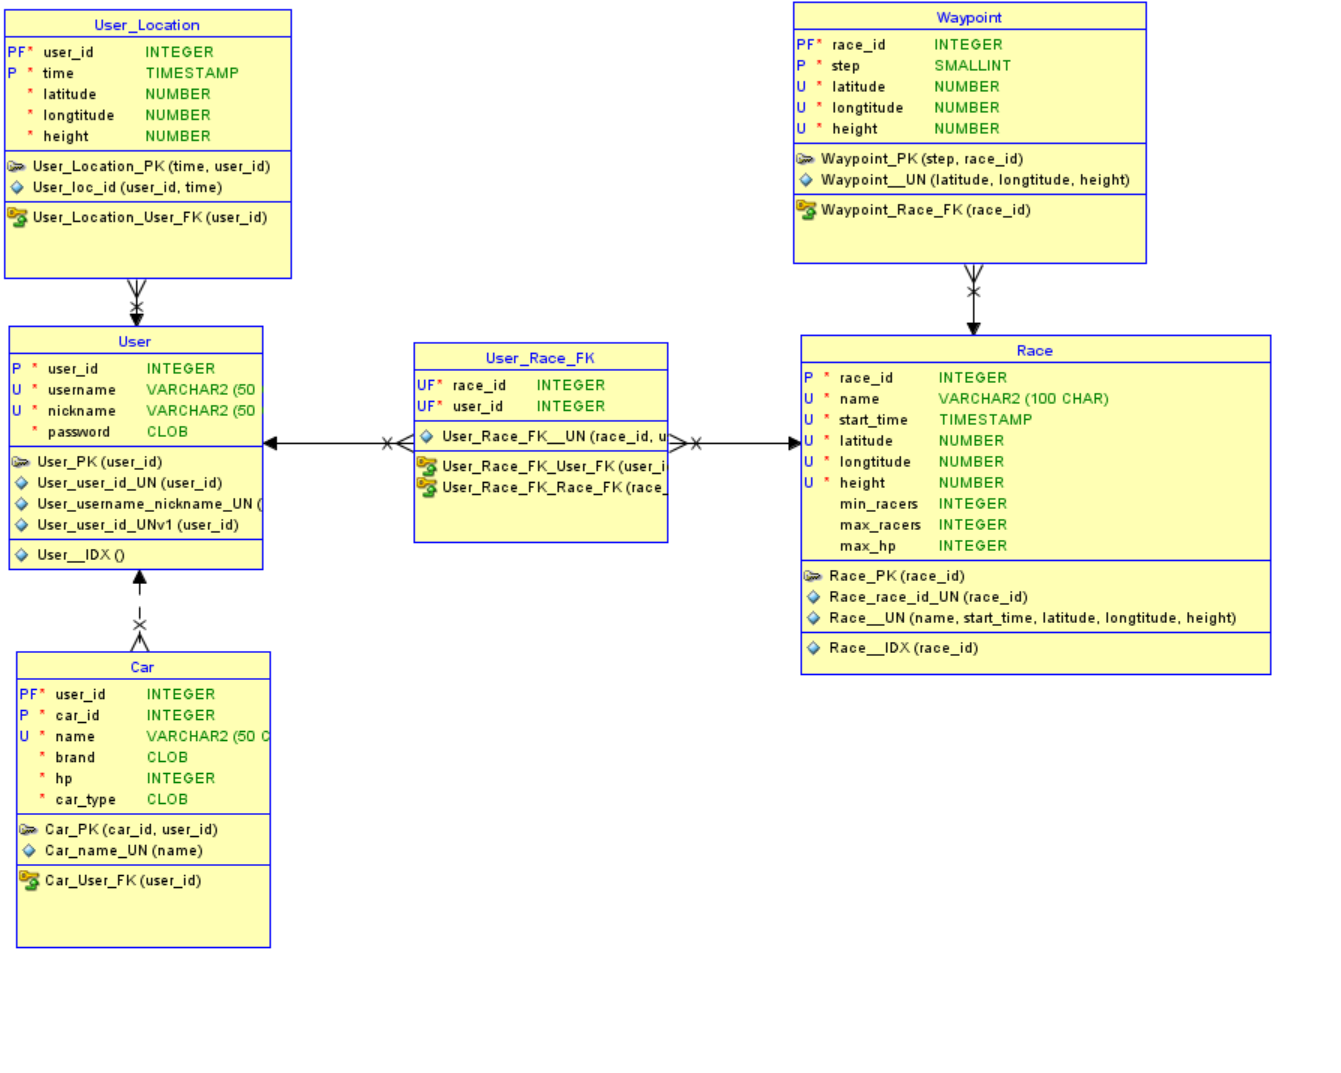 User_Location
PF* user_id INTEGER
P * time TIMESTAMP
* latitude NUMBER
* longtitude NUMBER
* height NUMBER
User_Location_PK (time, user_id)
User_loc_id (user_id, time)
User_Location_User_FK (user_id)
Waypoint
PF* race_id INTEGER
P * step SMALLINT
U * latitude NUMBER
U * longtitude NUMBER
U * height NUMBER
Waypoint_PK (step, race_id)
Waypoint__UN (latitude, longtitude, height)
Waypoint_Race_FK (race_id)
User
P * user_id INTEGER
U * username VARCHAR2 (50
U * nickname VARCHAR2 (50
* password CLOB
User_PK (user_id)
User_user_id_UN (user_id)
User_username_nickname_UN (
User_user_id_UNv1 (user_id)
User__IDX ()
User_Race_FK
UF* race_id INTEGER
UF* user_id INTEGER
User_Race_FK__UN (race_id, u
User_Race_FK_User_FK (user_i
User_Race_FK_Race_FK (race_
Race
P * race_id INTEGER
U * name VARCHAR2 (100 CHAR)
U * start_time TIMESTAMP
U * latitude NUMBER
U * longtitude NUMBER
U * height NUMBER
min_racers INTEGER
max_racers INTEGER
max_hp INTEGER
Race_PK (race_id)
Race_race_id_UN (race_id)
Race__UN (name, start_time, latitude, longtitude, height)
Race__IDX (race_id)
Car
PF* user_id INTEGER
P * car_id INTEGER
U * name VARCHAR2 (50 C
* brand CLOB
* hp INTEGER
* car_type CLOB
Car_PK (car_id, user_id)
Car_name_UN (name)
Car_User_FK (user_id)